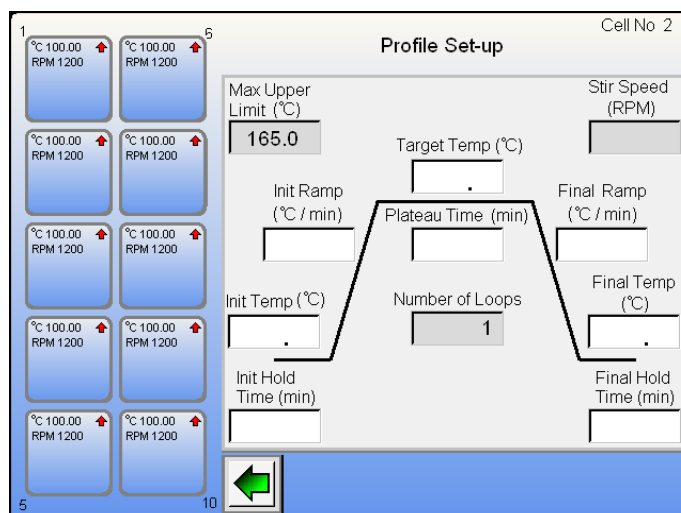 1
6
°C 100.00
RPM 1200
°C 100.00
RPM 1200
°C 100.00
RPM 1200
°C 100.00
RPM 1200
°C 100.00
RPM 1200
°C 100.00
RPM 1200
°C 100.00
RPM 1200
°C 100.00
RPM 1200
°C 100.00
RPM 1200
°C 100.00
RPM 1200
5
10
Cell No 2
Profile Set-up
Max Upper
Limit (°C)
165.0
Stir Speed
(RPM)
Target Temp (°C)
.
Init Ramp
(°C / min)
Plateau Time (min)
Final Ramp
(°C / min)
Init Temp (°C)
.
Number of Loops
1
Final Temp
(°C)
.
Init Hold
Time (min)
Final Hold
Time (min)